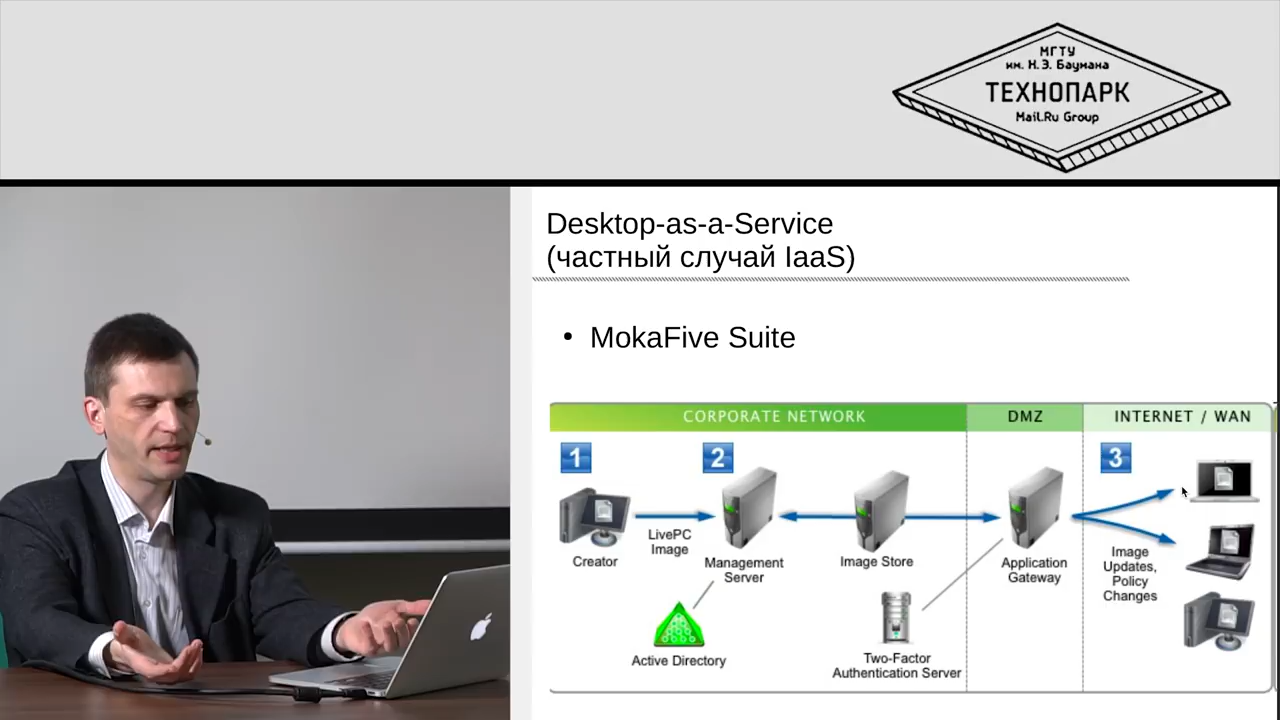 МГТУ
им. Н.Э. Баумана
ТЕХНОПАРК
Mail.Ru Group
Desktop-as-a-Service
(частный случай IaaS)
• MokaFive Suite
CORPORATE NETWORK
DMZ
INTERNET / WAN
1
2
3
LivePC
Image
Creator
Management
Server
Image Store
Application
Gateway
Image
Updates,
Policy
Changes
Active Directory
Two-Factor
Authentication Server